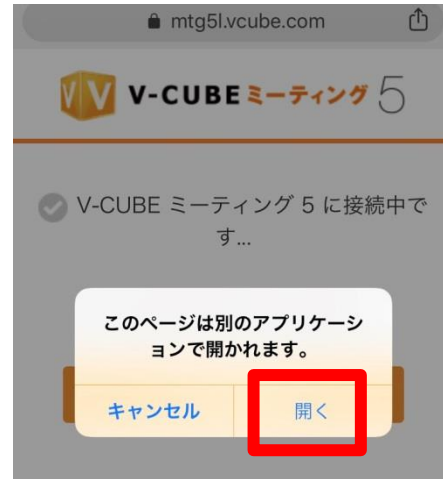 mtg5l.vcube.com
V-CUBE ミーティング 5
V-CUBE ミーティング 5 に接続中で
す...
このページは別のアプリケーシ
ョンで開かれます。
キャンセル 開く